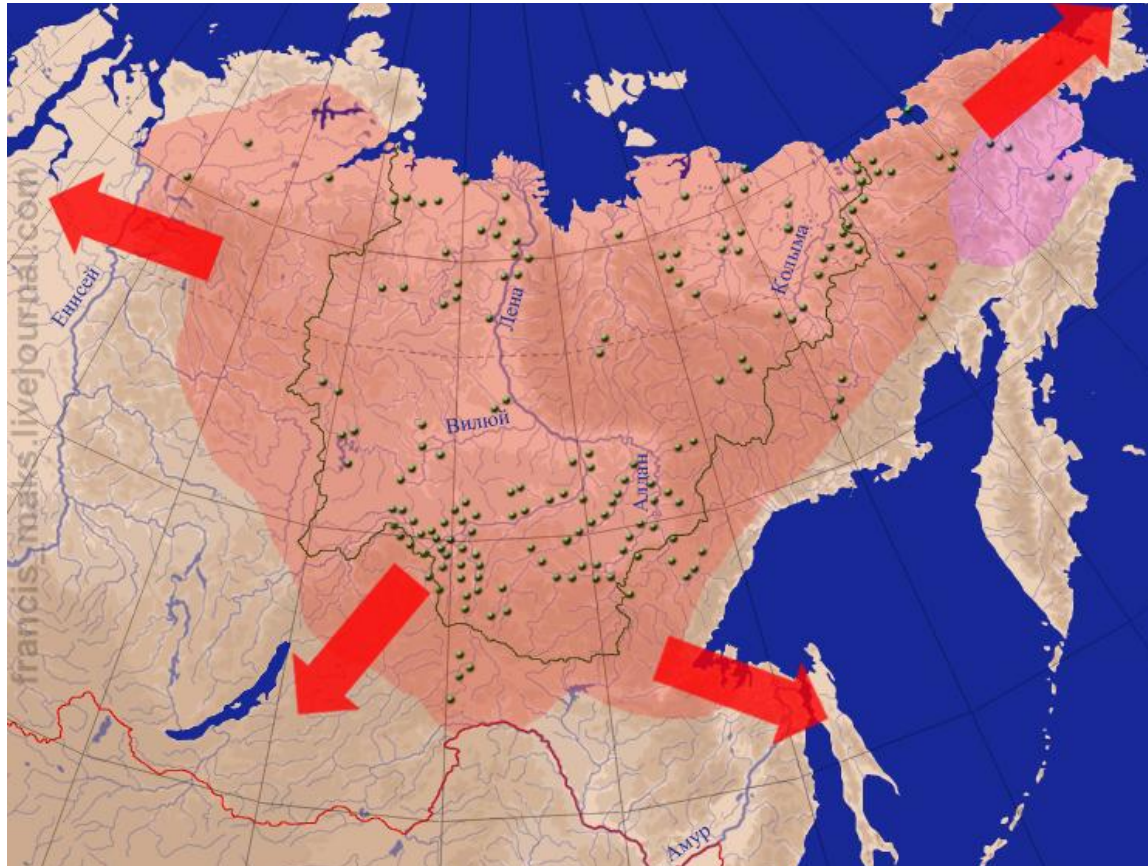 francis-maks.livejournal.com
Енисей
Лена
Колыма
Вилюй
Алдан
Амур